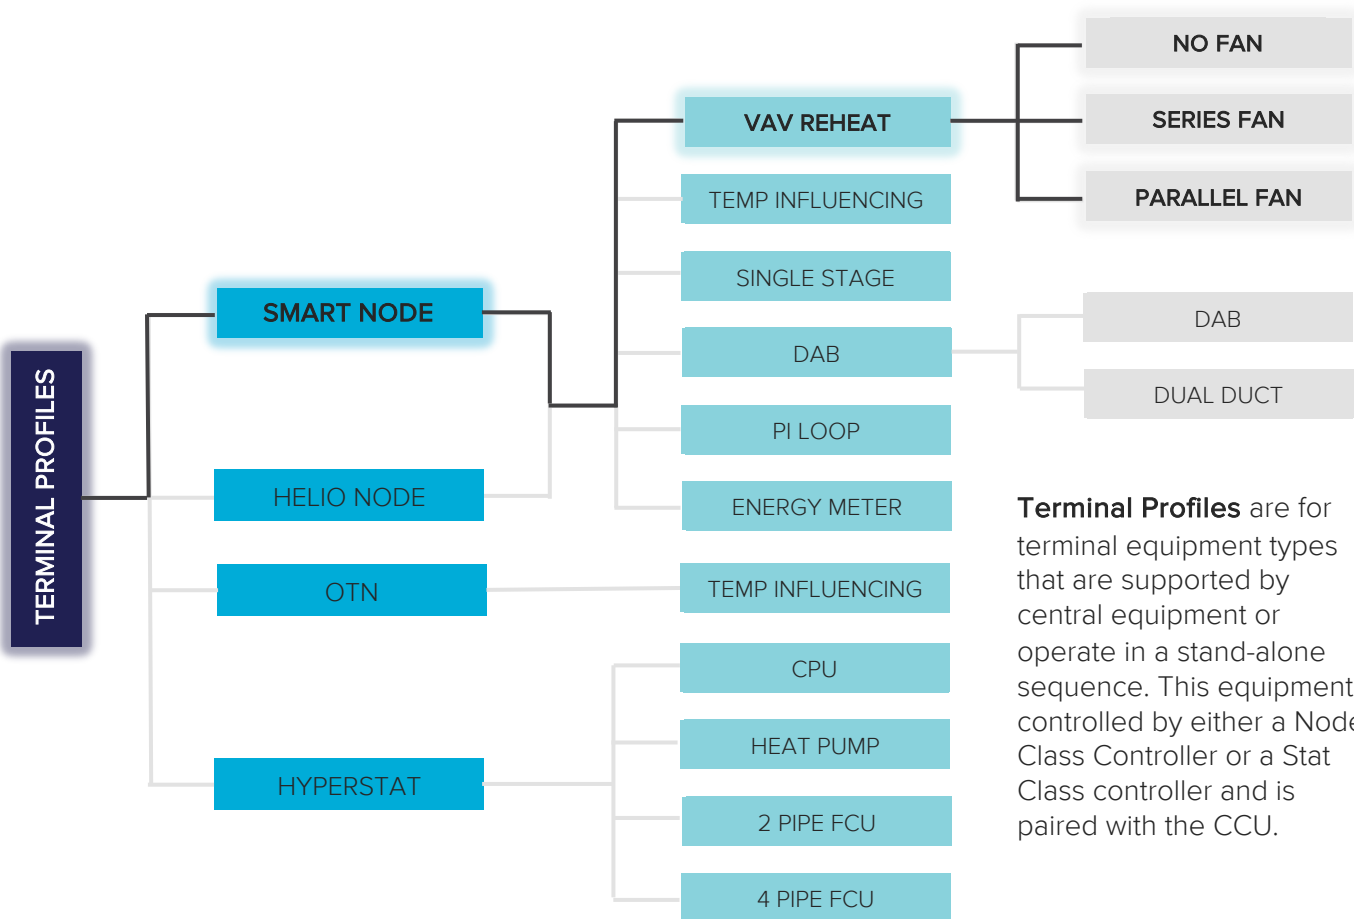 TERMINAL PROFILES
SMART NODE
HELIO NODE
OTN
HYPERSTAT
VAV REHEAT
TEMP INFLUENCING
SINGLE STAGE
DAB
PI LOOP
ENERGY METER
TEMP INFLUENCING
CPU
HEAT PUMP
2 PIPE FCU
4 PIPE FCU
NO FAN
SERIES FAN
PARALLEL FAN
DAB
DUAL DUCT
Terminal Profiles are for
terminal equipment types
that are supported by
central equipment or
operate in a stand-alone
sequence. This equipment
controlled by either a Node
Class Controller or a Stat
Class controller and is
paired with the CCU.